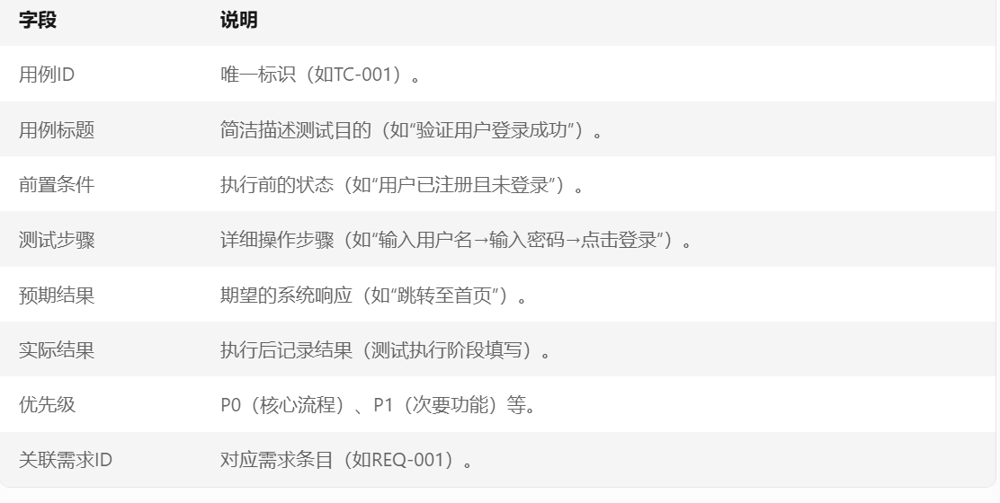 字段 说明
用例ID 唯一标识（如TC-001）。
用例标题 简洁描述测试目的（如“验证用户登录成功”）。
前置条件 执行前的状态（如“用户已注册且未登录”）。
测试步骤 详细操作步骤（如“输入用户名→输入密码→点击登录”）。
预期结果 期望的系统响应（如“跳转至首页”）。
实际结果 执行后记录结果（测试执行阶段填写）。
优先级 P0（核心流程）、P1（次要功能）等。
关联需求ID 对应需求条目（如REQ-001）。